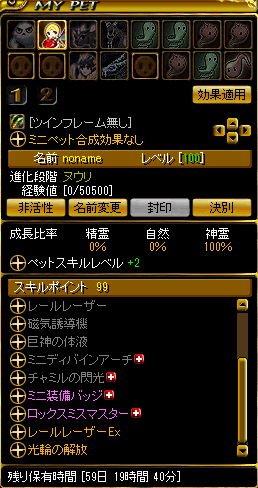 MY PET
1 2 効果適用
[ツインフレーム無し]
ミニペット合成効果なし
名前 noname レベル [100]
進化段階 ヌウリ
経験値 [0/50500]
非活性 名前変更 封印 決別
成長比率 精霊 自然 神霊
0% 0% 100%
ペットスキルレベル +2
スキルポイント 99
レールレーザー
磁気誘導機
巨神の体液
ミニディバインアーチ
チャミルの閃光
ミニ装備バッジ
ロックスミスマスター
レールレーザーEx
光輪の解放
残り保有時間 [59日 19時間 40分]